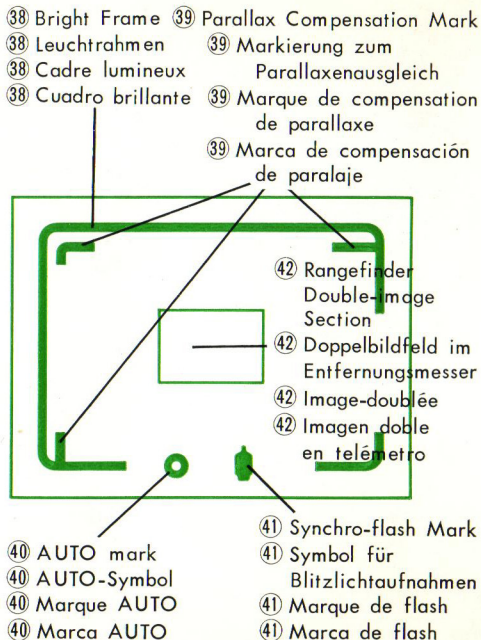 ㊳ Bright Frame
㊳ Leuchtrahmen
㊳ Cadre lumineux
㊳ Cuadro brillante
㊴ Parallax Compensation Mark
㊴ Markierung zum
Parallaxenausgleich
㊴ Marque de compensation
de parallaxe
㊴ Marca de compensación
de paralaje
㊷ Rangefinder
Double-image
Section
㊷ Doppelbildfeld im
Entfernungsmesser
㊷ Image-doublée
㊷ Imagen doble
en telémetro
㊵ AUTO mark
㊵ AUTO-Symbol
㊵ Marque AUTO
㊵ Marca AUTO
㊶ Synchro-flash Mark
㊶ Symbol für
Blitzlichtaufnahmen
㊶ Marque de flash
㊶ Marca de flash